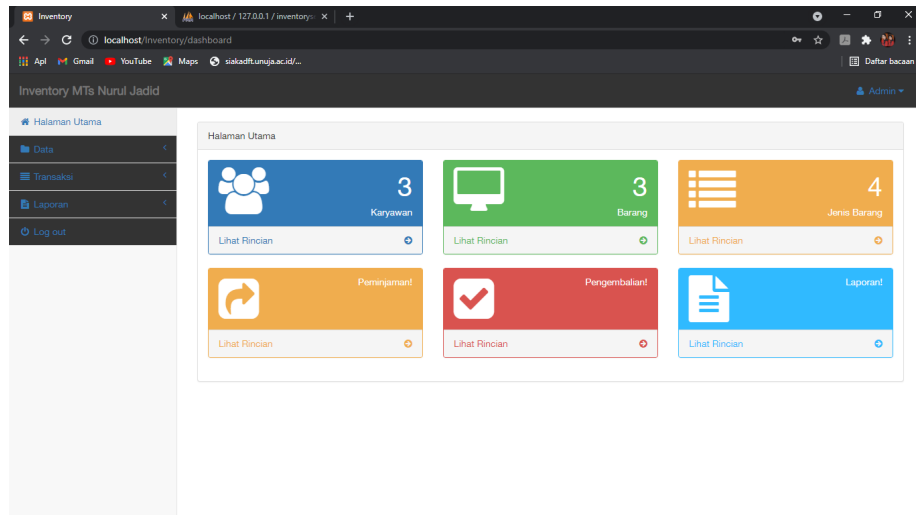 Inventory
localhost / 127.0.0.1 / inventorys
localhost/Inventory/dashboard
Apl Gmail YouTube Maps siakadft.unuja.ac.id/... Daftar bacaan
Inventory MTs Nurul Jadid Admin
Halaman Utama
Data
Transaksi
Laporan
Log out
Halaman Utama
3
Karyawan
Lihat Rincian
3
Barang
Lihat Rincian
4
Jenis Barang
Lihat Rincian
Peminjaman!
Lihat Rincian
Pengembalian!
Lihat Rincian
Laporan!
Lihat Rincian